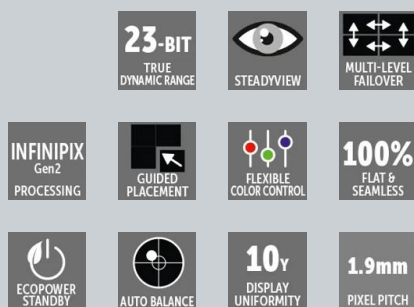 23-BIT
TRUE
DYNAMIC RANGE
STEADYVIEW
MULTI-LEVEL
FAILOVER
INFINIPIX
Gen2
PROCESSING
GUIDED
PLACEMENT
FLEXIBLE
COLOR CONTROL
100%
FLAT &
SEAMLESS
ECOPOWER
STANDBY
AUTO BALANCE
10Y
DISPLAY
UNIFORMITY
1.9mm
PIXEL PITCH